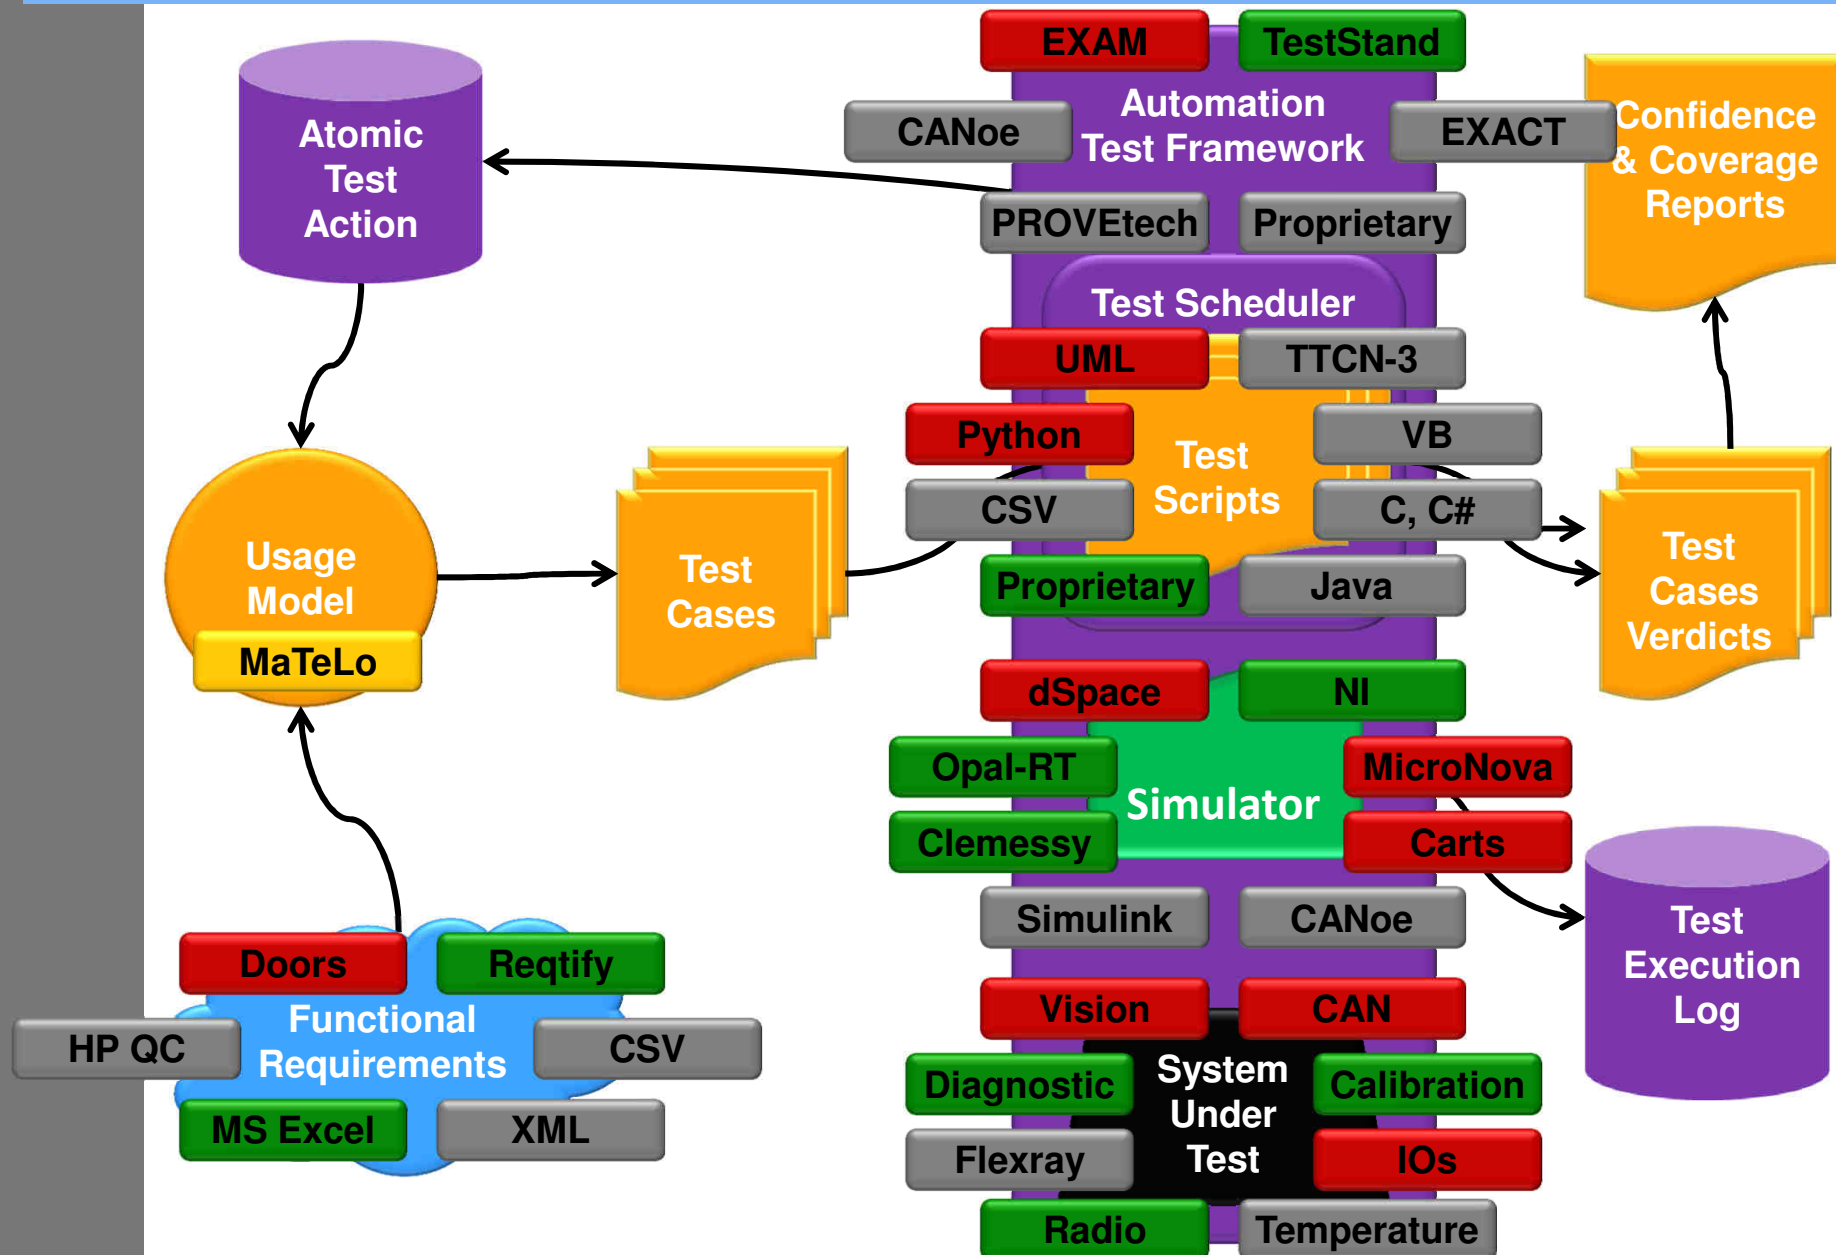 EXAM
TestStand
Automation
Test Framework
CANoe
EXACT
PROVEtech
Proprietary
Atomic
Test
Action
Confidence
& Coverage
Reports
Test Scheduler
UML
TTCN-3
Python
VB
Test
Scripts
CSV
C, C#
Proprietary
Java
Usage
Model
MaTeLo
Test
Cases
Test
Cases
Verdicts
dSpace
NI
Opal-RT
MicroNova
Simulator
Clemessy
Carts
Simulink
CANoe
Test
Execution
Log
Doors
Reqtify
Functional
Requirements
HP QC
CSV
MS Excel
XML
Vision
CAN
System
Under
Test
Diagnostic
Calibration
Flexray
IOs
Radio
Temperature